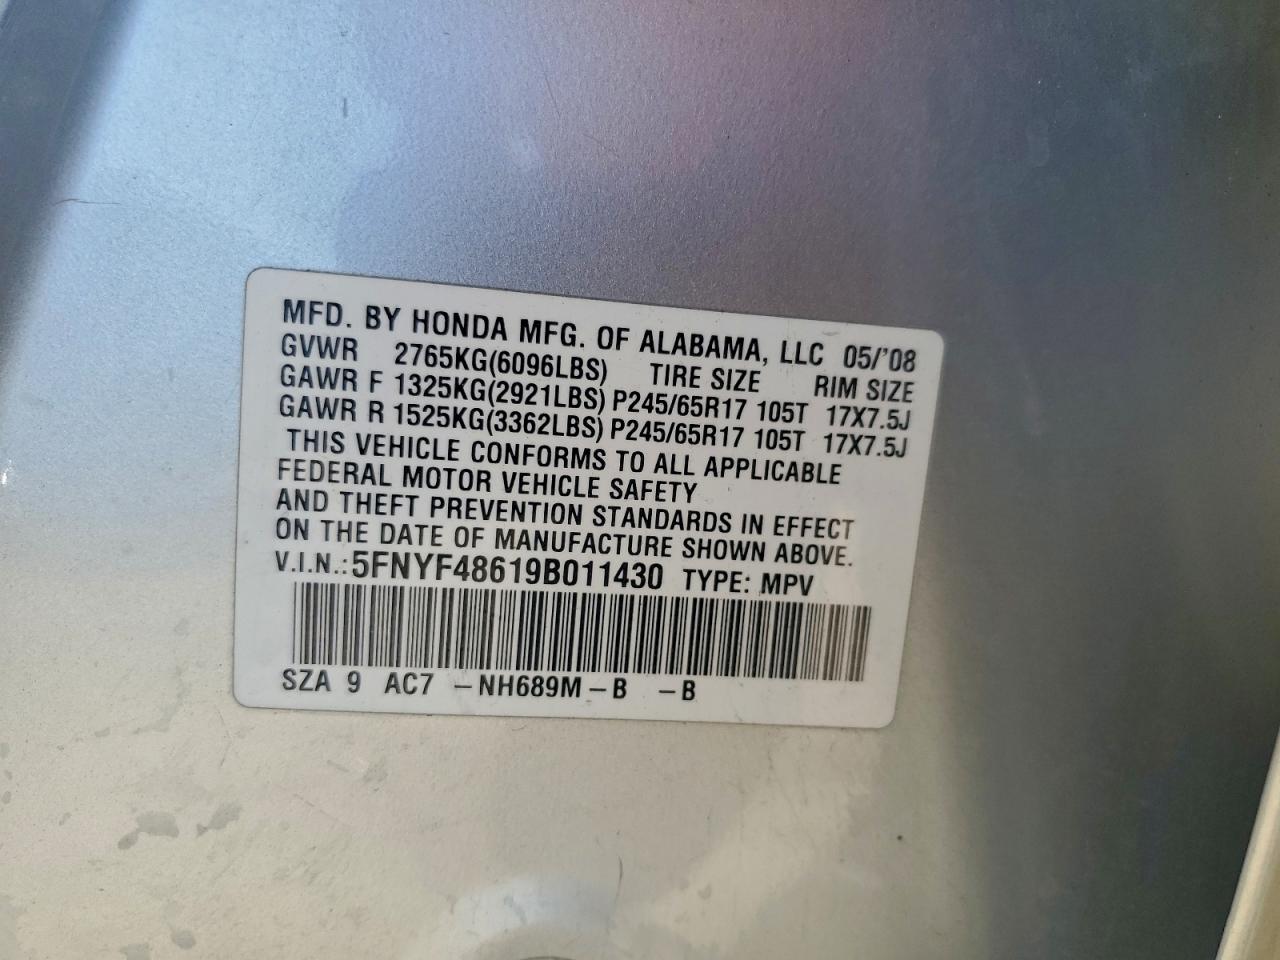 MFD. BY HONDA MFG. OF ALABAMA, LLC 05/'08
GVWR 2765KG(6096LBS) TIRE SIZE RIM SIZE
GAWR F 1325KG(2921LBS) P245/65R17 105T 17X7.5J
GAWR R 1525KG(3362LBS) P245/65R17 105T 17X7.5J
THIS VEHICLE CONFORMS TO ALL APPLICABLE
FEDERAL MOTOR VEHICLE SAFETY
AND THEFT PREVENTION STANDARDS IN EFFECT
ON THE DATE OF MANUFACTURE SHOWN ABOVE.
V.I.N.:5FNYF48619B011430 TYPE: MPV
SZA 9 AC7 -NH689M-B -B